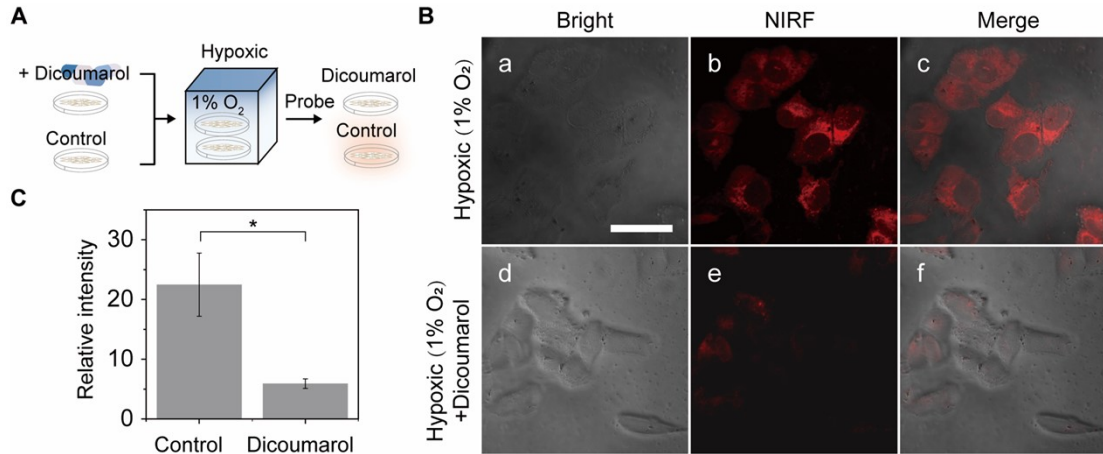 A
+ Dicoumarol
Control
Hypoxic
1% O₂
Probe
Dicoumarol
Control
B
Bright
NIRF
Merge
Hypoxic (1% O₂)
a
b
c
Hypoxic (1% O₂)
+Dicoumarol
d
e
f
C
Relative intensity
30
20
10
0
*
Control
Dicoumarol